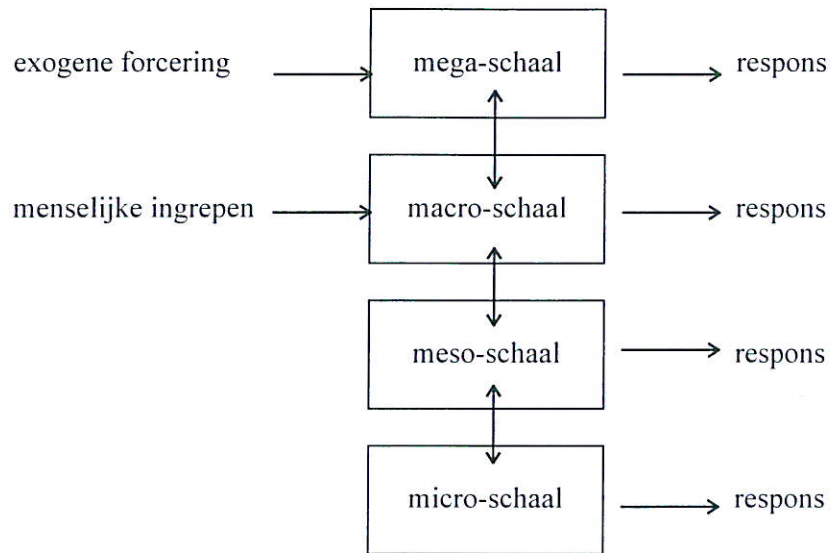 exogene forcering mega-schaal respons
menselijke ingrepen macro-schaal respons
meso-schaal respons
micro-schaal respons